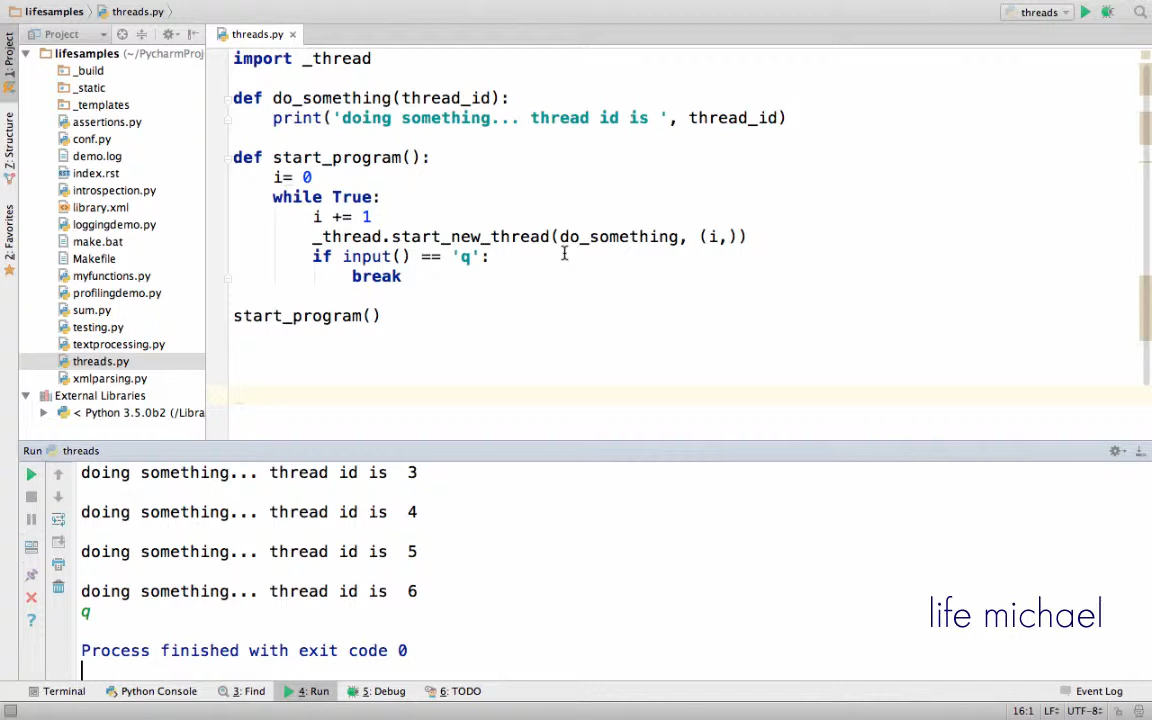 lifesamples threads.py
threads
Project
threads.py
1: Project
Z: Structure
2: Favorites
lifesamples (~/PycharmProj
_build
_static
_templates
assertions.py
conf.py
demo.log
index.rst
introspection.py
library.xml
loggingdemo.py
make.bat
Makefile
myfunctions.py
profilingdemo.py
sum.py
testing.py
textprocessing.py
threads.py
xmlparsing.py
External Libraries
< Python 3.5.0b2 (/Libra
import _thread
def do_something(thread_id):
print('doing something... thread id is ', thread_id)
def start_program():
i= 0
while True:
i += 1
_thread.start_new_thread(do_something, (i,))
if input() == 'q':
break
start_program()
Run threads
doing something... thread id is  3
doing something... thread id is  4
doing something... thread id is  5
doing something... thread id is  6
q
Process finished with exit code 0
life michael
Terminal Python Console 3: Find 4: Run 5: Debug 6: TODO Event Log
16:1 LF÷ UTF-8÷